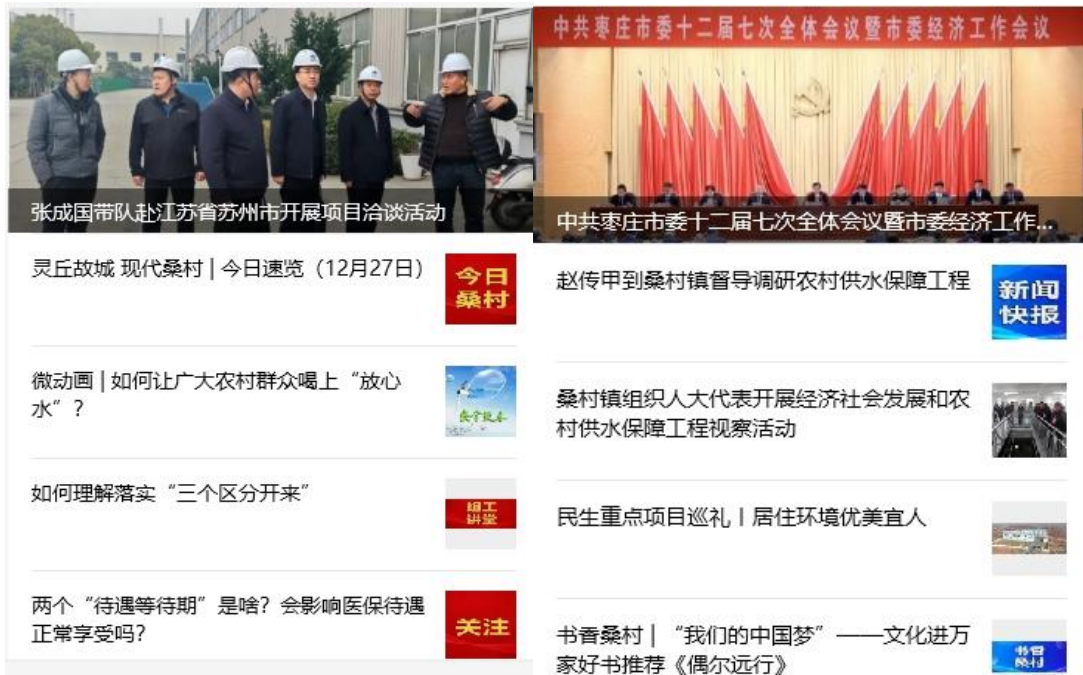 张成国带队赴江苏省苏州市开展项目洽谈活动
灵丘故城 现代桑村 | 今日速览（12月27日）
今日
桑村
微动画 | 如何让广大农村群众喝上“放心
水”？
如何理解落实“三个区分开来”
组工
讲堂
两个“待遇等待期”是啥？会影响医保待遇
正常享受吗？
关注
中共枣庄市委十二届七次全体会议暨市委经济工作会议
中共枣庄市委十二届七次全体会议暨市委经济工作...
赵传甲到桑村镇督导调研农村供水保障工程
新闻
快报
桑村镇组织人大代表开展经济社会发展和农
村供水保障工程视察活动
民生重点项目巡礼丨居住环境优美宜人
书香桑村 | “我们的中国梦”——文化进万
家好书推荐《偶尔远行》
书香
桑村